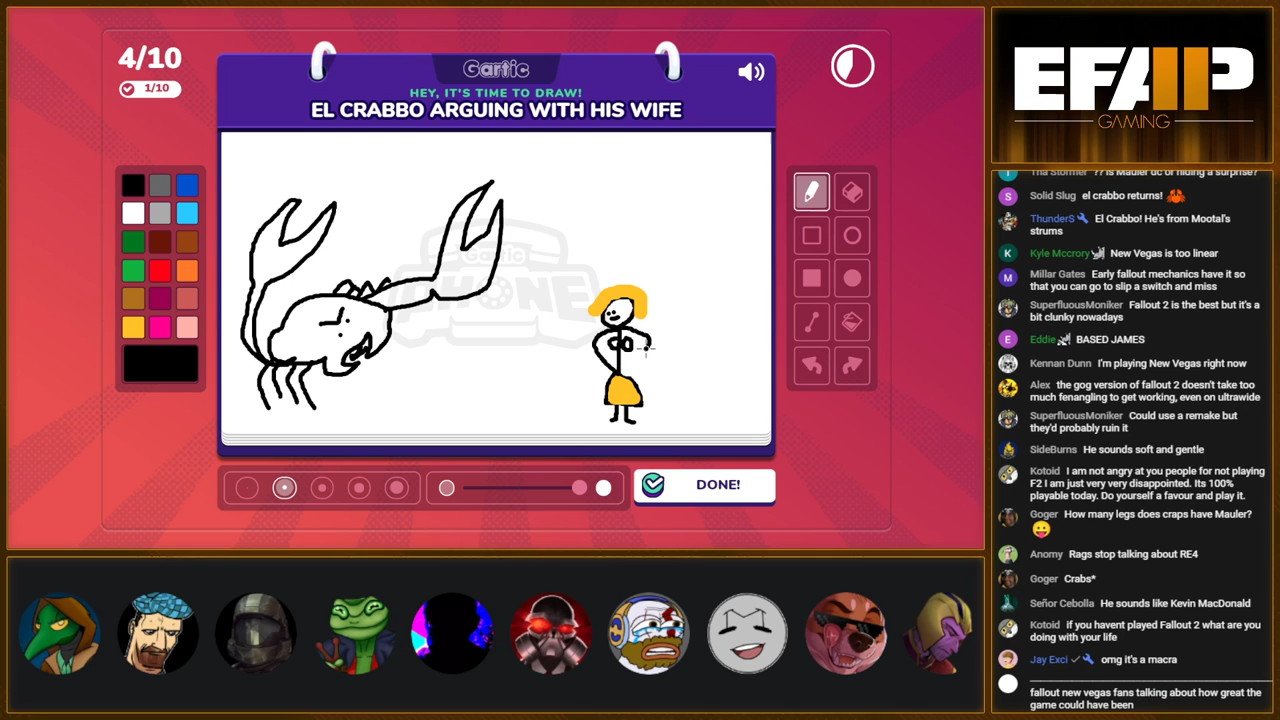 4/10
1/10
Gartic
HEY, IT'S TIME TO DRAW!
EL CRABBO ARGUING WITH HIS WIFE
Gartic
PHONE
DONE!
EFAP
GAMING
Tha Stormer ?? is Mauler dc or hiding a surprise?
Solid Slug el crabbo returns! 🦀
ThunderS El Crabbo! He's from Mootal's
strums
Kyle Mccrory New Vegas is too linear
Millar Gates Early fallout mechanics have it so
that you can go to slip a switch and miss
SuperfluousMoniker Fallout 2 is the best but it's a
bit clunky nowadays
Eddie BASED JAMES
Kennan Dunn I'm playing New Vegas right now
Alex the gog version of fallout 2 doesn't take too
much fenangling to get working, even on ultrawide
SuperfluousMoniker Could use a remake but
they'd probably ruin it
SideBurns He sounds soft and gentle
Kotoid I am not angry at you people for not playing
F2 I am just very very disappointed. Its 100%
playable today. Do yourself a favour and play it.
Goger How many legs does craps have Mauler?
😛
Anomy Rags stop talking about RE4
Goger Crabs*
Señor Cebolla He sounds like Kevin MacDonald
Kotoid if you havent played Fallout 2 what are you
doing with your life
Jay Exci omg it's a macra
fallout new vegas fans talking about how great the
game could have been